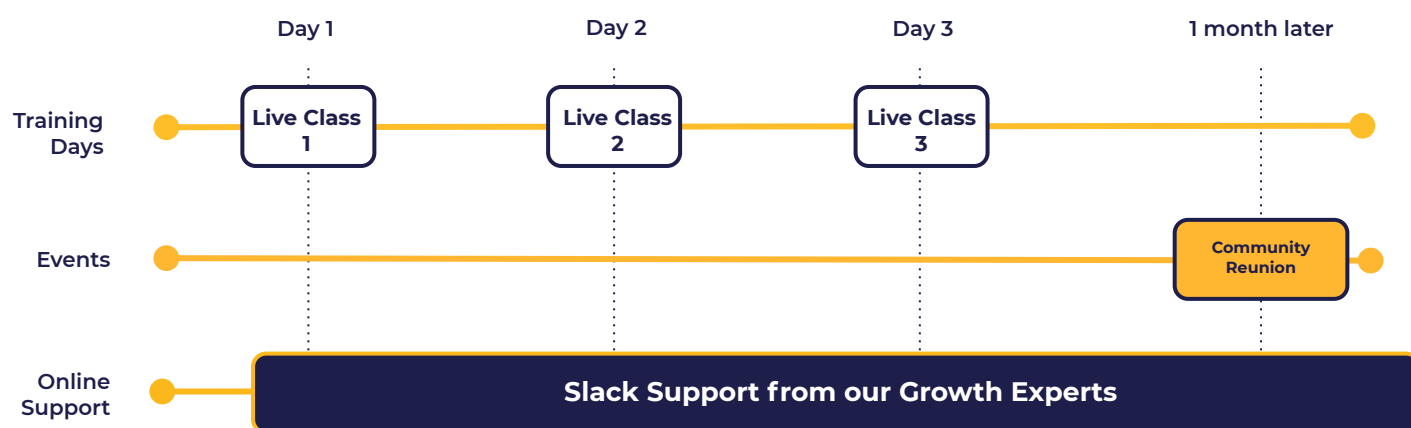 Day 1
Day 2
Day 3
1 month later
Training
Days
Live Class
1
Live Class
2
Live Class
3
Events
Community
Reunion
Online
Support
Slack Support from our Growth Experts